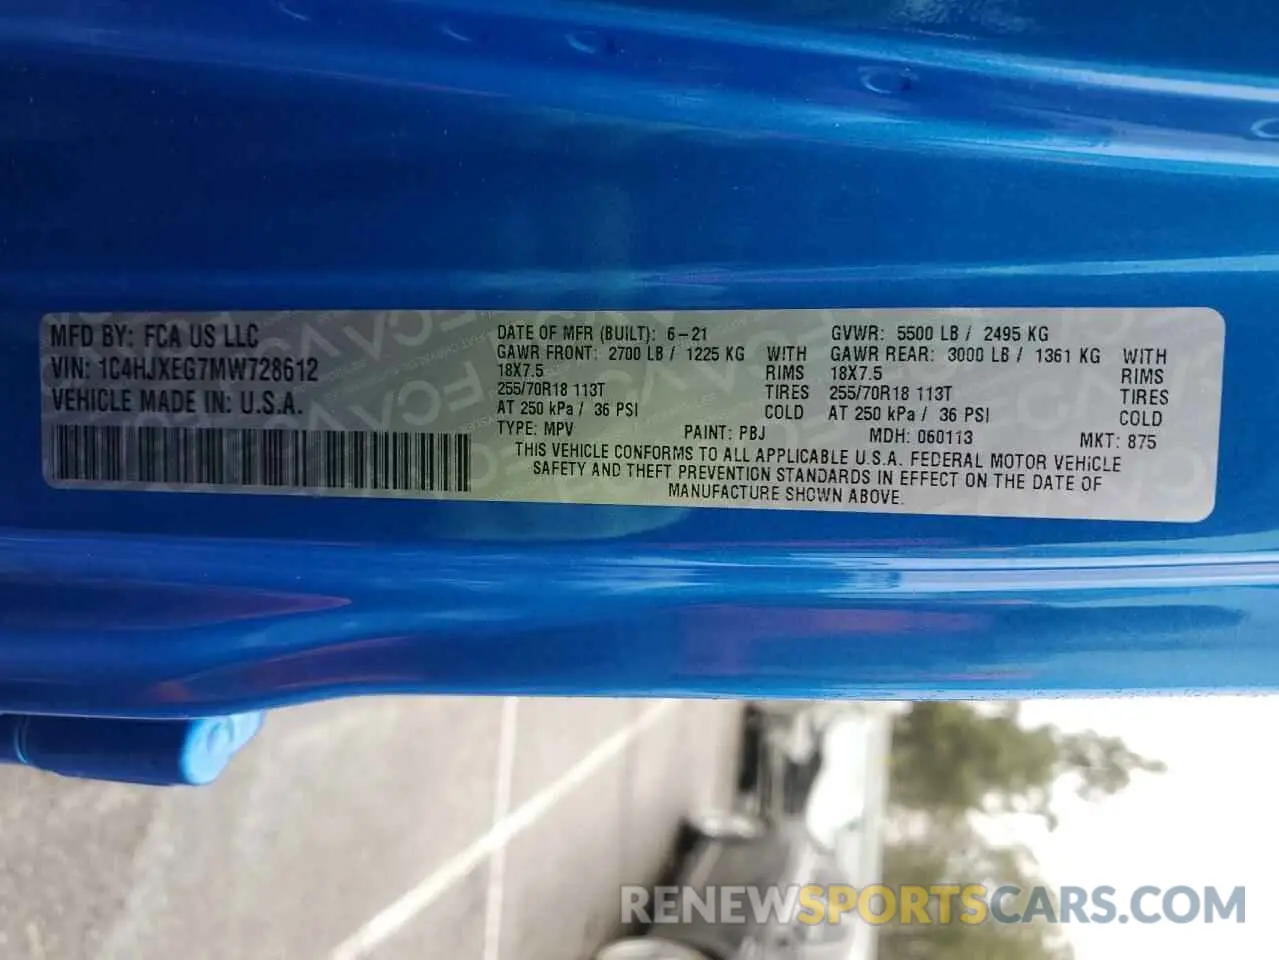 MFD BY: FCA US LLC
VIN: 1C4HJXEG7MW728612
VEHICLE MADE IN: U.S.A.
DATE OF MFR (BUILT): 6-21
GAWR FRONT: 2700 LB / 1225 KG WITH
18X7.5 RIMS
255/70R18 113T TIRES
AT 250 kPa / 36 PSI COLD
GVWR: 5500 LB / 2495 KG
GAWR REAR: 3000 LB / 1361 KG WITH
18X7.5 RIMS
255/70R18 113T TIRES
AT 250 kPa / 36 PSI COLD
TYPE: MPV PAINT: PBJ MDH: 060113 MKT: 875
THIS VEHICLE CONFORMS TO ALL APPLICABLE U.S.A. FEDERAL MOTOR VEHICLE
SAFETY AND THEFT PREVENTION STANDARDS IN EFFECT ON THE DATE OF
MANUFACTURE SHOWN ABOVE.
RENEWSPORTSCARS.COM